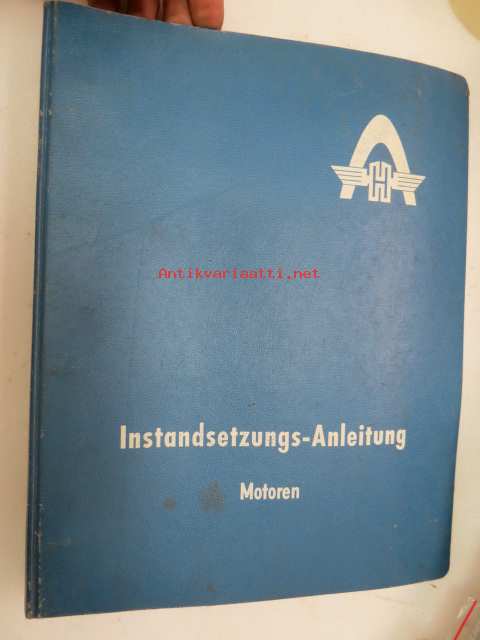 H
Antikvariaatti.net
Instandsetzungs-Anleitung
Motoren